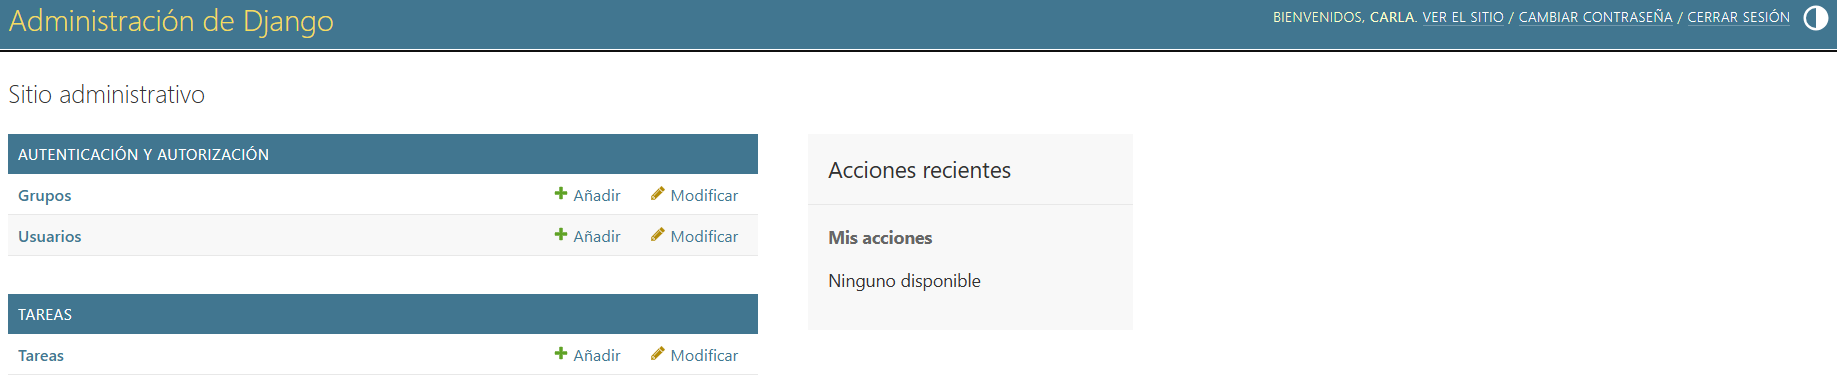 Administración de Django
BIENVENIDOS, CARLA. VER EL SITIO / CAMBIAR CONTRASEÑA / CERRAR SESIÓN
Sitio administrativo
AUTENTICACIÓN Y AUTORIZACIÓN
Grupos Añadir Modificar
Usuarios Añadir Modificar
TAREAS
Tareas Añadir Modificar
Acciones recientes
Mis acciones
Ninguno disponible